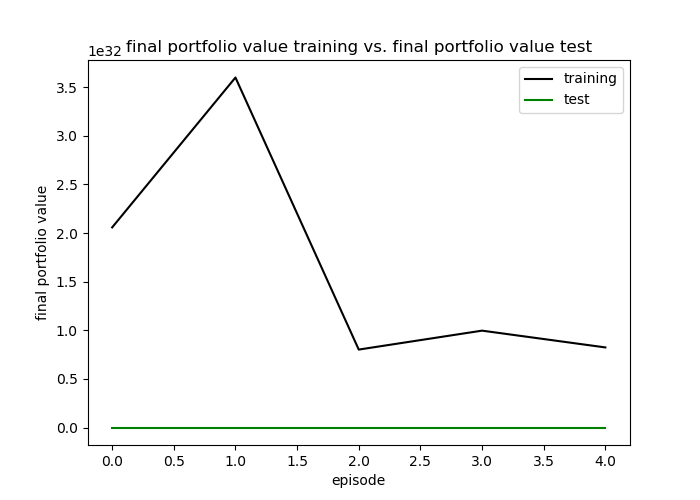 final portfolio value training vs. final portfolio value test
1e32
training
test
3.5
3.0
2.5
2.0
1.5
1.0
0.5
0.0
final portfolio value
0.0 0.5 1.0 1.5 2.0 2.5 3.0 3.5 4.0
episode